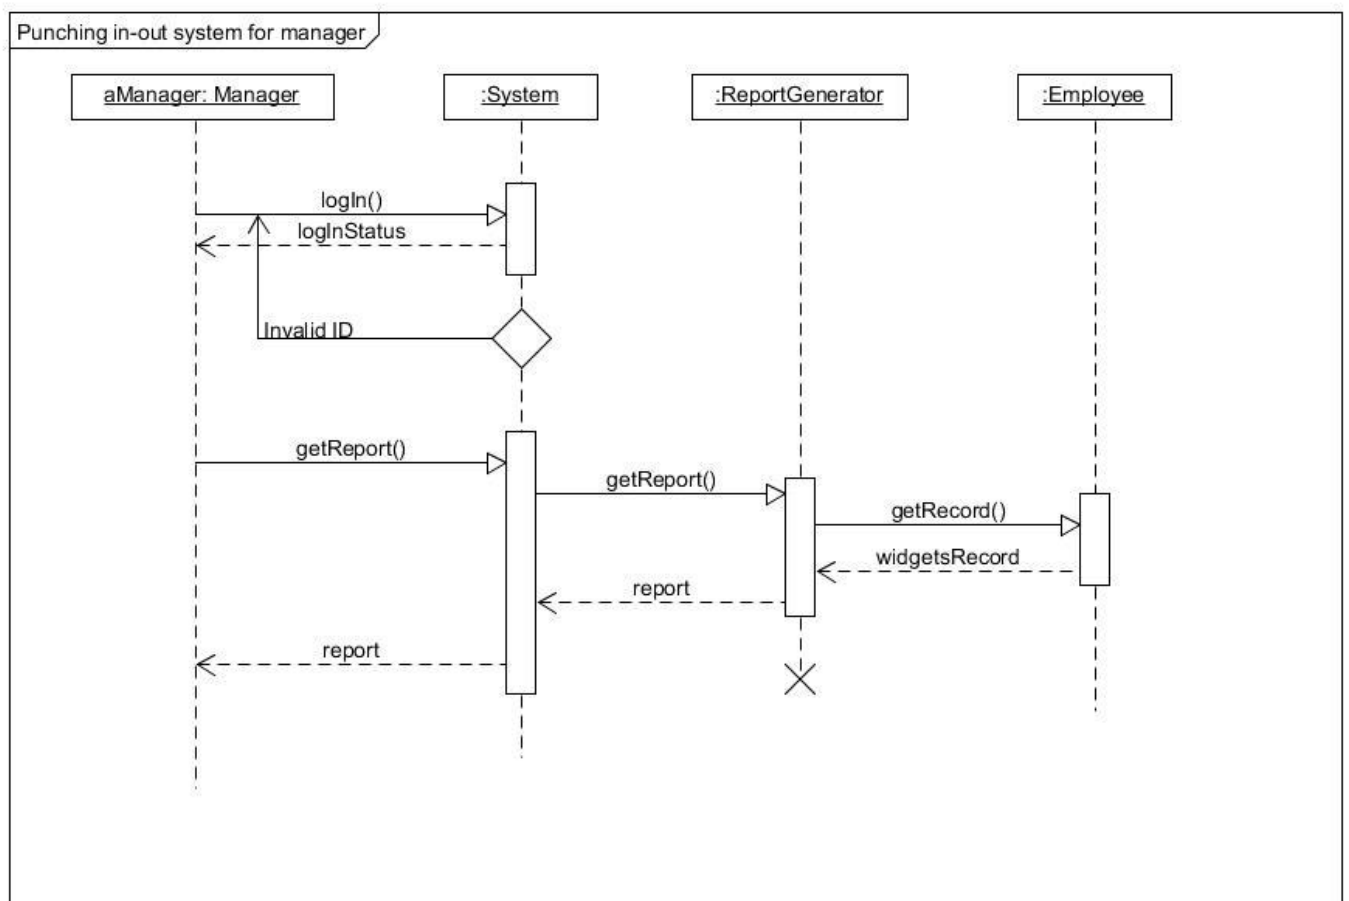 Punching in-out system for manager
aManager: Manager
:System
:ReportGenerator
:Employee
logIn()
logInStatus
Invalid ID
getReport()
getReport()
getRecord()
widgetsRecord
report
report